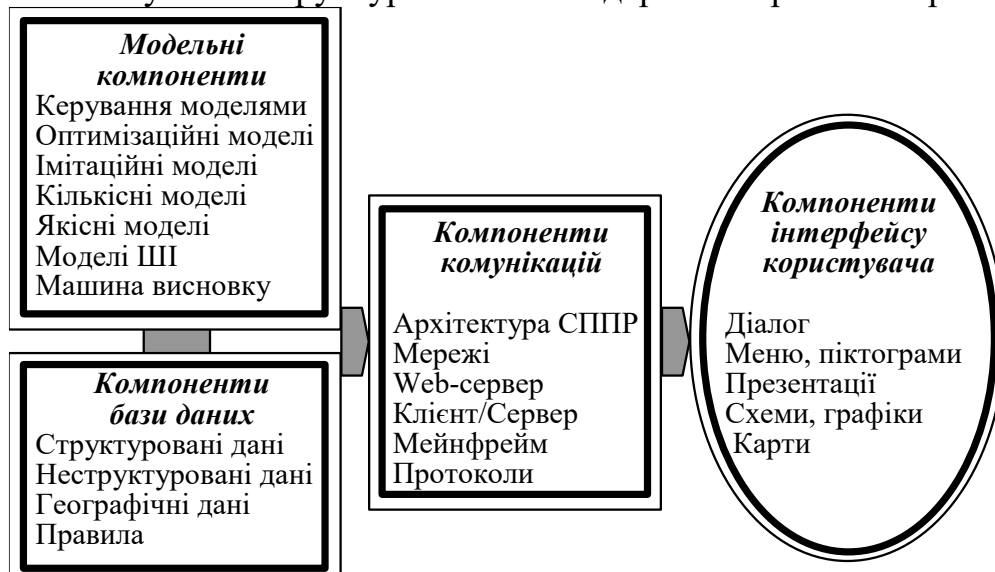 Модельні
компоненти
Керування моделями
Оптимізаційні моделі
Імітаційні моделі
Кількісні моделі
Якісні моделі
Моделі ШІ
Машина висновку
Компоненти
бази даних
Структуровані дані
Неструктуровані дані
Географічні дані
Правила
Компоненти
комунікацій
Архітектура СППР
Мережі
Web-сервер
Клієнт/Сервер
Мейнфрейм
Протоколи
Компоненти
інтерфейсу
користувача
Діалог
Меню, піктограми
Презентації
Схеми, графіки
Карти